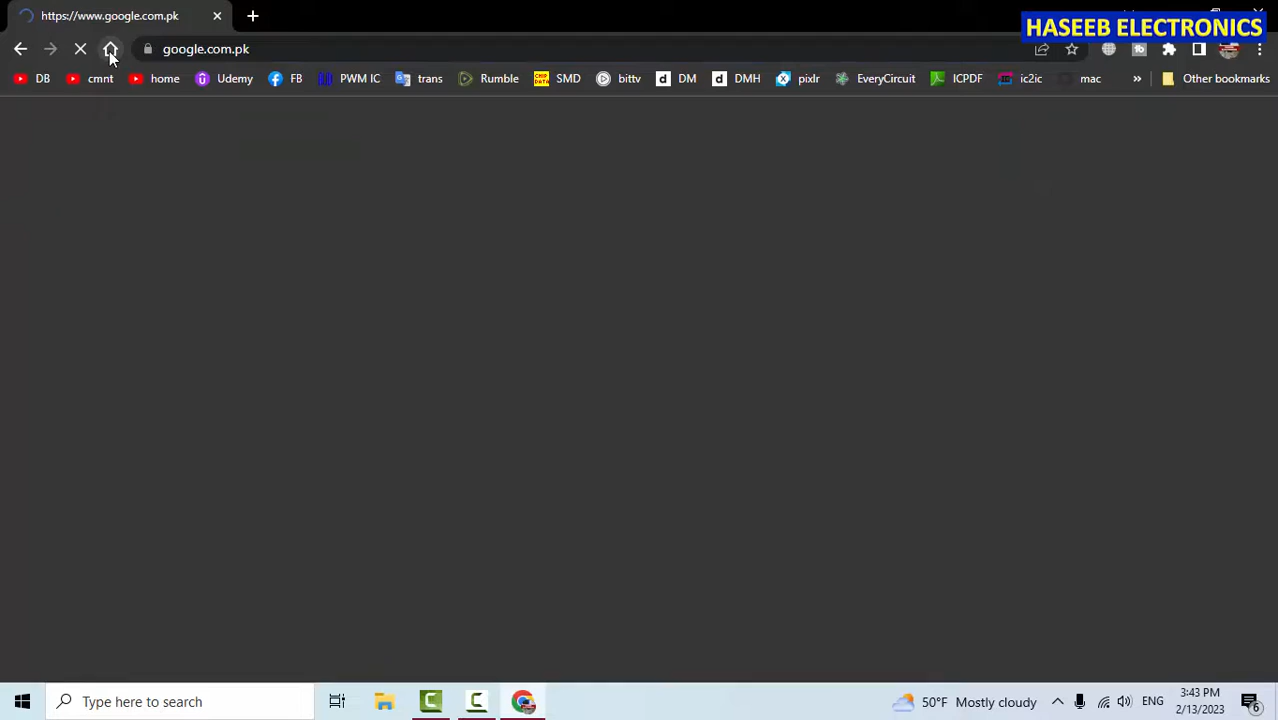 https://www.google.com.pk
HASEEB ELECTRONICS
google.com.pk
DB cmnt home Udemy FB PWM IC trans Rumble SMD bittv DM DMH pixlr EveryCircuit ICPDF ic2ic mac » Other bookmarks
Type here to search
50°F Mostly cloudy
ENG
3:43 PM
2/13/2023
6